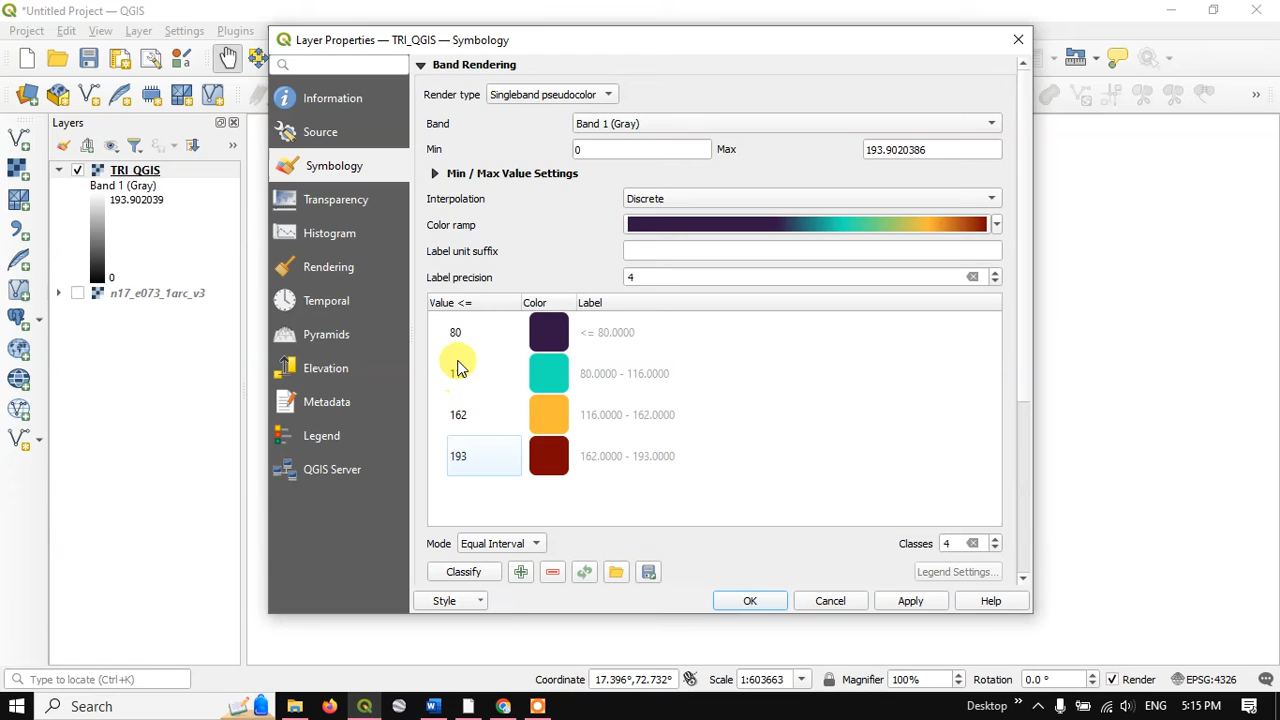 *Untitled Project — QGIS
Project Edit View Layer Settings Plugins
Layer Properties — TRI_QGIS — Symbology
Layers
TRI_QGIS
Band 1 (Gray)
193.902039
0
n17_e073_1arc_v3
Information
Source
Symbology
Transparency
Histogram
Rendering
Temporal
Pyramids
Elevation
Metadata
Legend
QGIS Server
Band Rendering
Render type Singleband pseudocolor
Band Band 1 (Gray)
Min 0 Max 193.9020386
Min / Max Value Settings
Interpolation Discrete
Color ramp
Label unit suffix
Label precision 4
Value <= Color Label
80 <= 80.0000
80.0000 - 116.0000
162 116.0000 - 162.0000
193 162.0000 - 193.0000
Mode Equal Interval Classes 4
Classify Legend Settings...
Style OK Cancel Apply Help
Type to locate (Ctrl+K) Coordinate 17.396°,72.732° Scale 1:603663 Magnifier 100% Rotation 0.0 ° Render EPSG:4326
Search Desktop ENG 5:15 PM